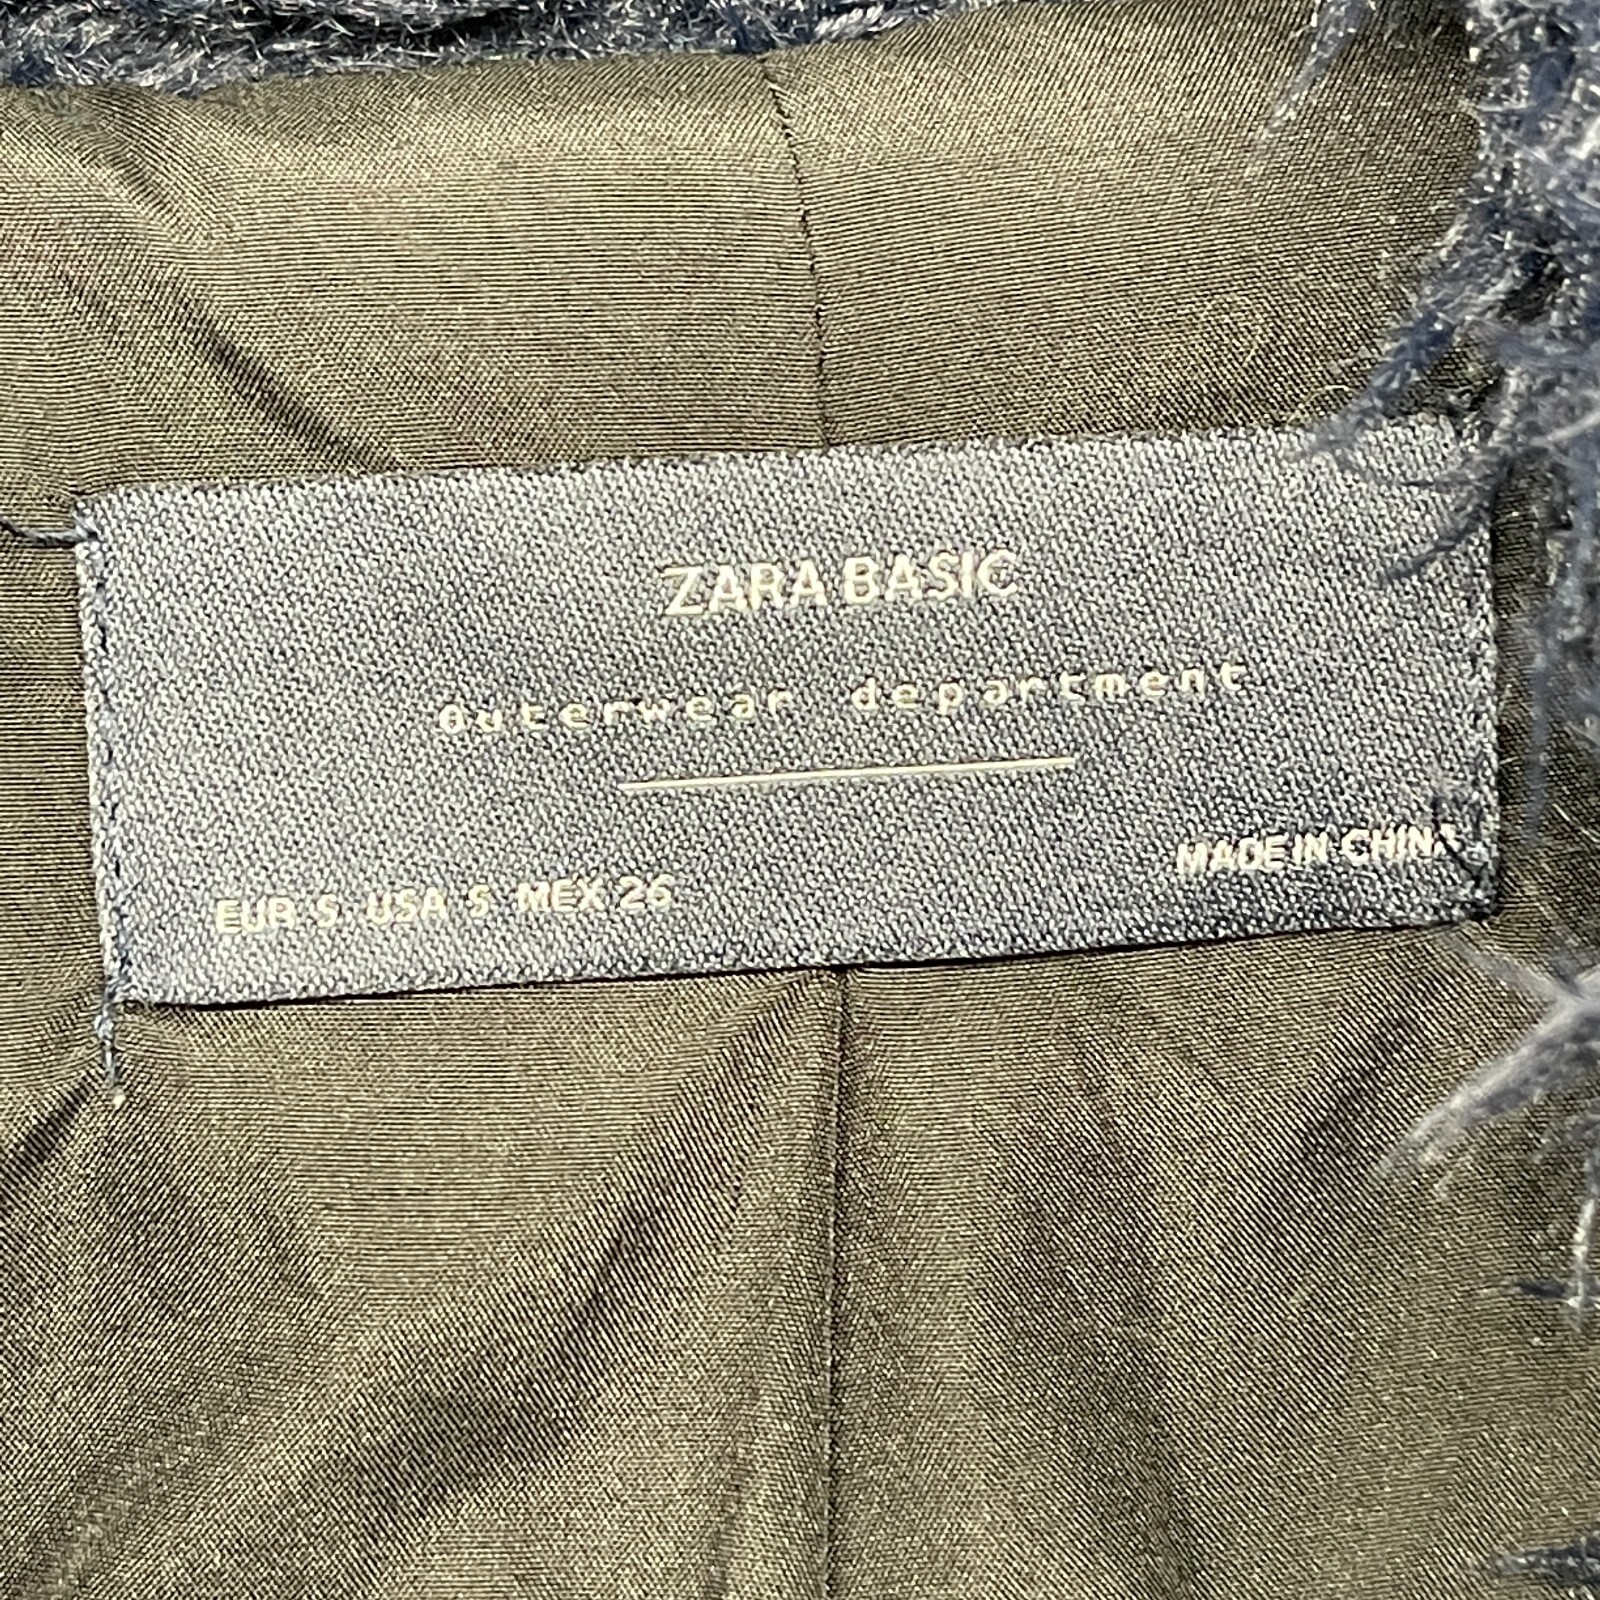 ZARA BASIC
Outerwear department
MADE IN CHINA
EUR S USA S MEX 26